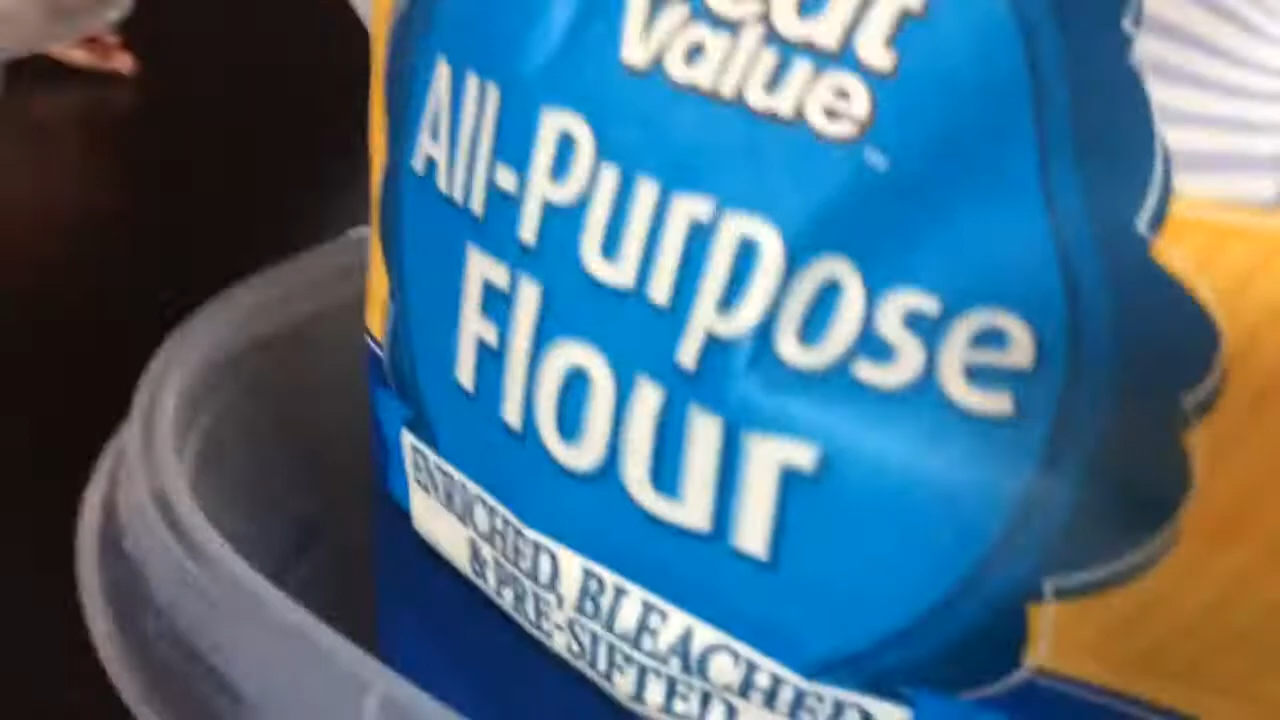 Value
All-Purpose
Flour
ENRICHED, BLEACHED
& PRE-SIFTED